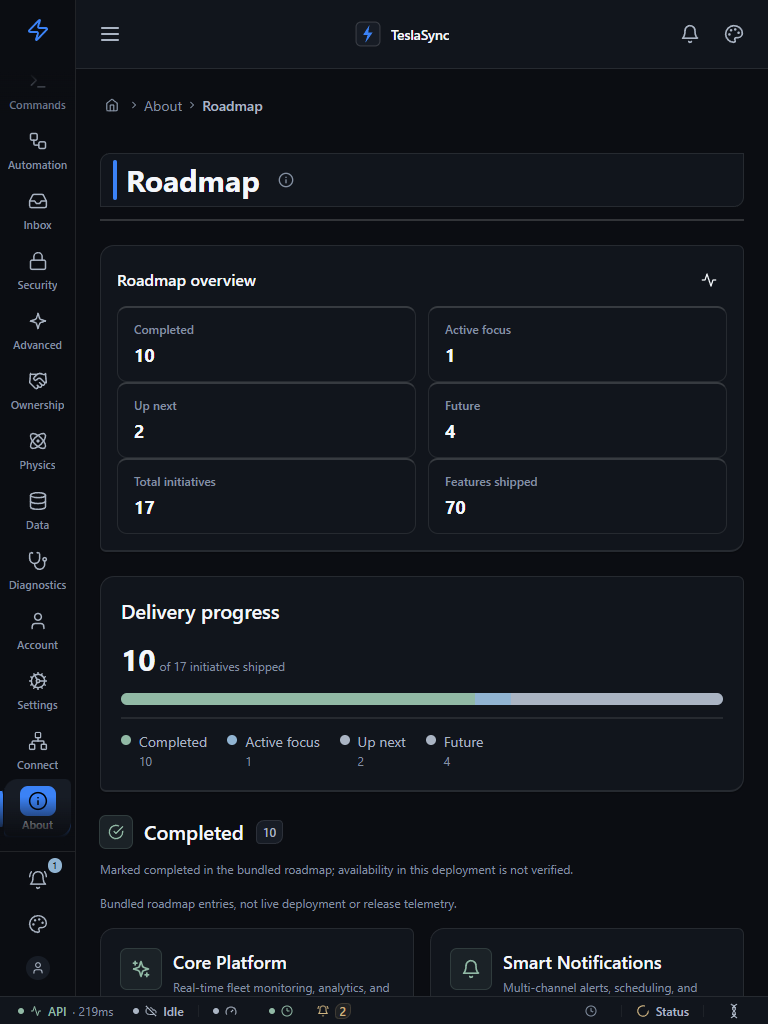 TeslaSync
Commands
Automation
Inbox
Security
Advanced
Ownership
Physics
Data
Diagnostics
Account
Settings
Connect
About
1
About
Roadmap
Roadmap
Roadmap overview
Completed
10
Active focus
1
Up next
2
Future
4
Total initiatives
17
Features shipped
70
Delivery progress
10 of 17 initiatives shipped
Completed
10
Active focus
1
Up next
2
Future
4
Completed 10
Marked completed in the bundled roadmap; availability in this deployment is not verified.
Bundled roadmap entries, not live deployment or release telemetry.
Core Platform
Real-time fleet monitoring, analytics, and
Smart Notifications
Multi-channel alerts, scheduling, and
API · 219ms
Idle
2
Status